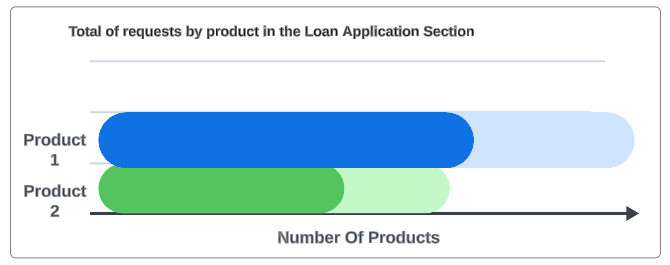 Total of requests by product in the Loan Application Section
Product
1
Product
2
Number Of Products